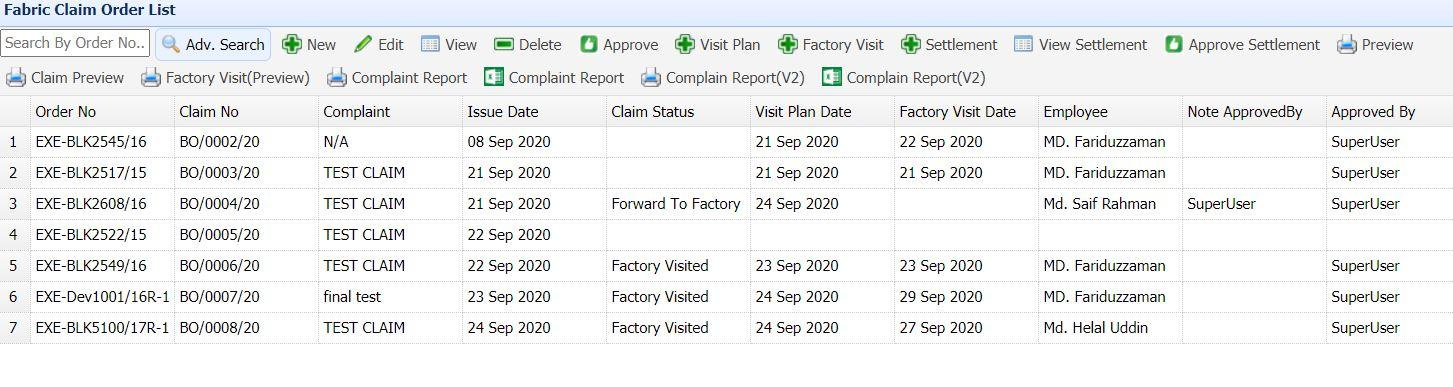 Fabric Claim Order List
Search By Order No.. Adv. Search New Edit View Delete Approve Visit Plan Factory Visit Settlement View Settlement Approve Settlement Preview
Claim Preview Factory Visit(Preview) Complaint Report Complaint Report Complain Report(V2) Complain Report(V2)
Order No Claim No Complaint Issue Date Claim Status Visit Plan Date Factory Visit Date Employee Note ApprovedBy Approved By
1 EXE-BLK2545/16 BO/0002/20 N/A 08 Sep 2020 21 Sep 2020 22 Sep 2020 MD. Fariduzzaman SuperUser
2 EXE-BLK2517/15 BO/0003/20 TEST CLAIM 21 Sep 2020 21 Sep 2020 21 Sep 2020 MD. Fariduzzaman SuperUser
3 EXE-BLK2608/16 BO/0004/20 TEST CLAIM 21 Sep 2020 Forward To Factory 24 Sep 2020 Md. Saif Rahman SuperUser SuperUser
4 EXE-BLK2522/15 BO/0005/20 TEST CLAIM 22 Sep 2020
5 EXE-BLK2549/16 BO/0006/20 TEST CLAIM 22 Sep 2020 Factory Visited 23 Sep 2020 23 Sep 2020 MD. Fariduzzaman SuperUser
6 EXE-Dev1001/16R-1 BO/0007/20 final test 23 Sep 2020 Factory Visited 24 Sep 2020 29 Sep 2020 MD. Fariduzzaman SuperUser
7 EXE-BLK5100/17R-1 BO/0008/20 TEST CLAIM 24 Sep 2020 Factory Visited 24 Sep 2020 27 Sep 2020 Md. Helal Uddin SuperUser